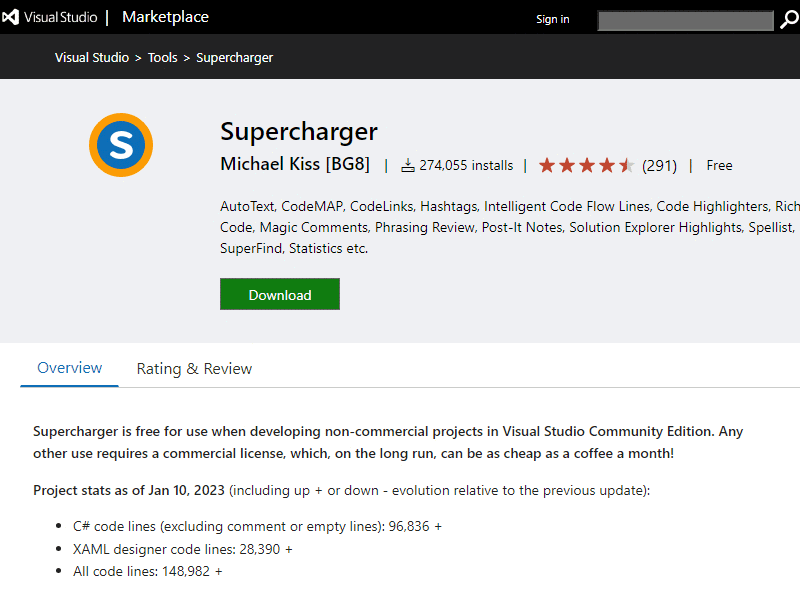 Visual Studio | Marketplace
Sign in
Visual Studio > Tools > Supercharger
S
Supercharger
Michael Kiss [BG8] | 274,055 installs | (291) | Free
AutoText, CodeMAP, CodeLinks, Hashtags, Intelligent Code Flow Lines, Code Highlighters, Rich
Code, Magic Comments, Phrasing Review, Post-It Notes, Solution Explorer Highlights, Spellist,
SuperFind, Statistics etc.
Download
Overview
Rating & Review
Supercharger is free for use when developing non-commercial projects in Visual Studio Community Edition. Any
other use requires a commercial license, which, on the long run, can be as cheap as a coffee a month!
Project stats as of Jan 10, 2023 (including up + or down - evolution relative to the previous update):
• C# code lines (excluding comment or empty lines): 96,836 +
• XAML designer code lines: 28,390 +
• All code lines: 148,982 +